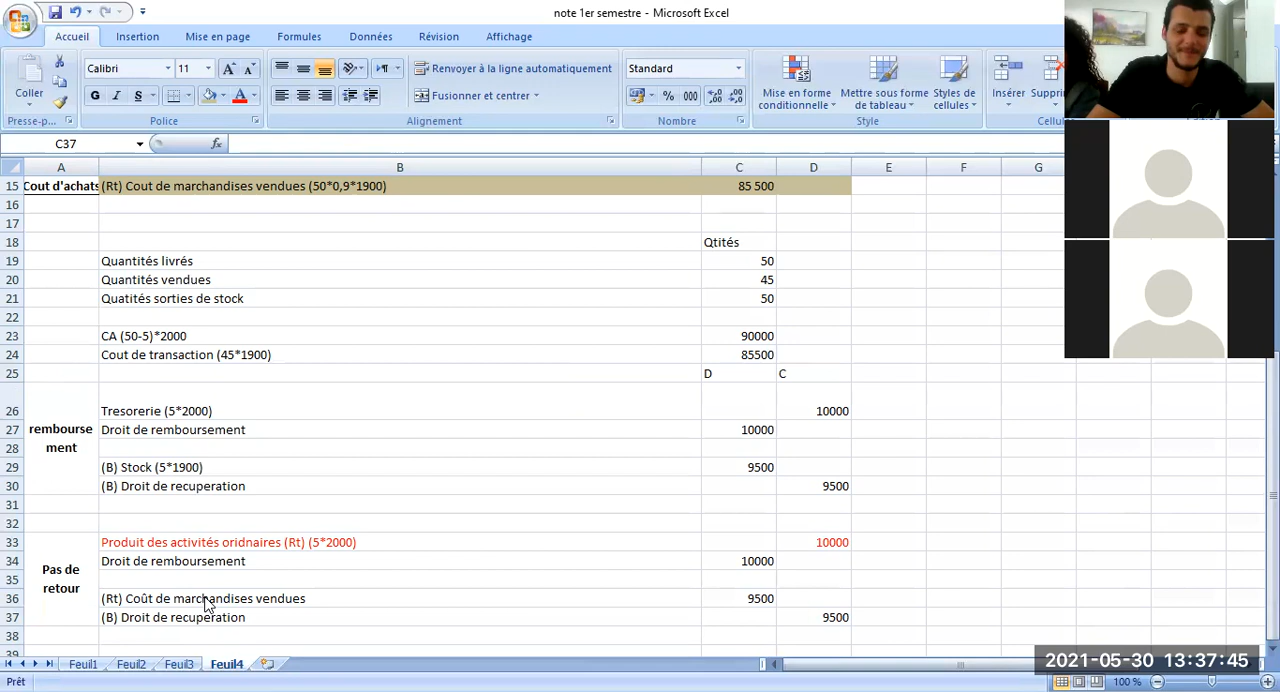 note 1er semestre - Microsoft Excel
Accueil Insertion Mise en page Formules Données Révision Affichage
Coller
Calibri 11
G I S
Renvoyer à la ligne automatiquement
Fusionner et centrer
Standard
% 000
Mise en forme conditionnelle
Mettre sous forme de tableau
Styles de cellules
Insérer
Presse-p... Police Alignement Nombre Style
C37 fx
A B C D E F G
15 Cout d'achats (Rt) Cout de marchandises vendues (50*0,9*1900) 85 500
16
17
18 Qtités
19 Quantités livrés 50
20 Quantités vendues 45
21 Quatités sorties de stock 50
22
23 CA (50-5)*2000 90000
24 Cout de transaction (45*1900) 85500
25 D C
26 Tresorerie (5*2000) 10000
27 Droit de remboursement 10000
rembourse
ment
28
29 (B) Stock (5*1900) 9500
30 (B) Droit de recuperation 9500
31
32
33 Produit des activités oridnaires (Rt) (5*2000) 10000
34 Droit de remboursement 10000
Pas de
retour
35
36 (Rt) Coût de marchandises vendues 9500
37 (B) Droit de recuperation 9500
38
39
Feuil1 Feuil2 Feuil3 Feuil4
2021-05-30 13:37:45
Prêt 100 %